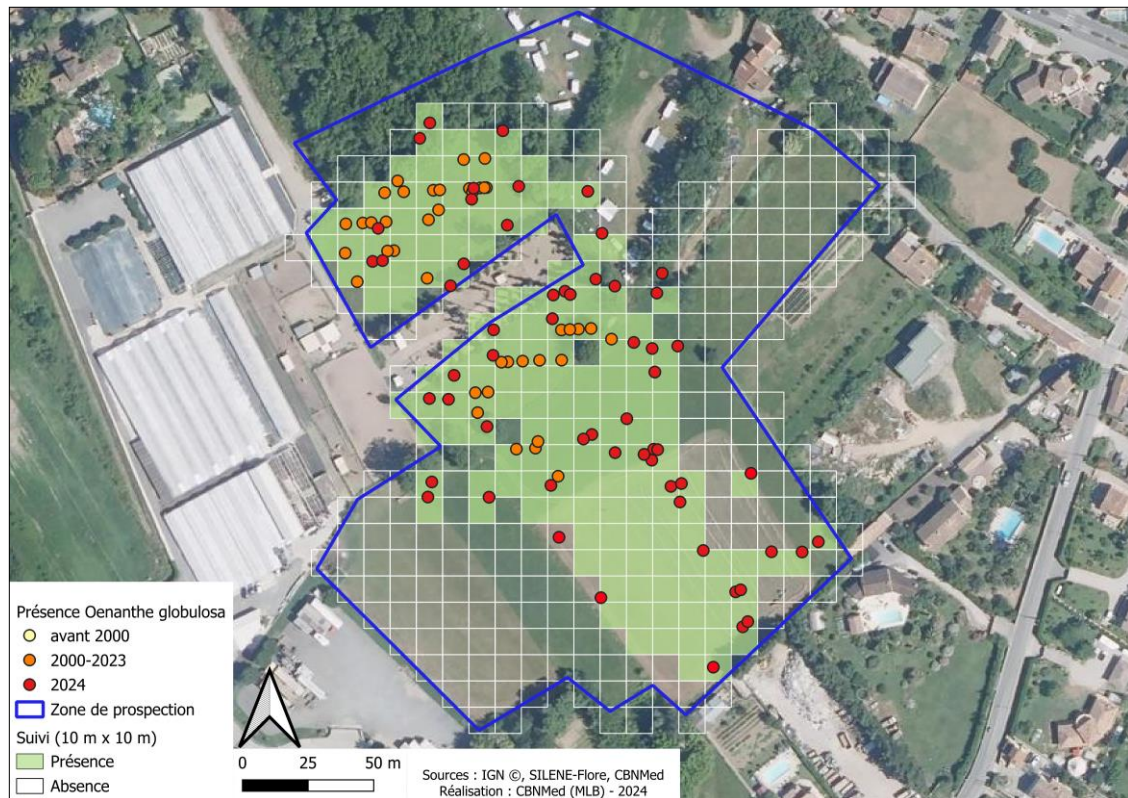 Présence Oenanthe globulosa
avant 2000
2000-2023
2024
Zone de prospection
Suivi (10 m x 10 m)
Présence
Absence
0 25 50 m
Sources : IGN ©, SILENE-Flore, CBNMed
Réalisation : CBNMed (MLB) - 2024